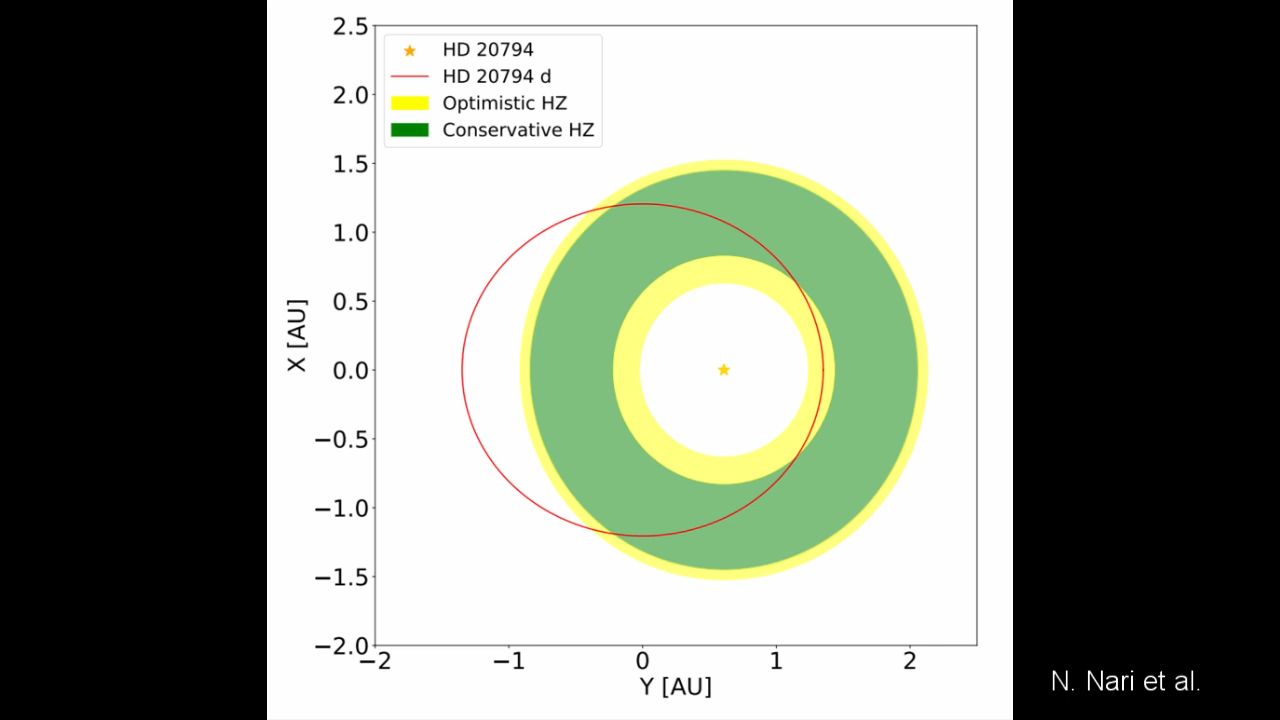 2.5
HD 20794
HD 20794 d
Optimistic HZ
Conservative HZ
2.0
1.5
1.0
0.5
0.0
−0.5
−1.0
−1.5
−2.0
X [AU]
−2
−1
0
1
2
Y [AU]
N. Nari et al.